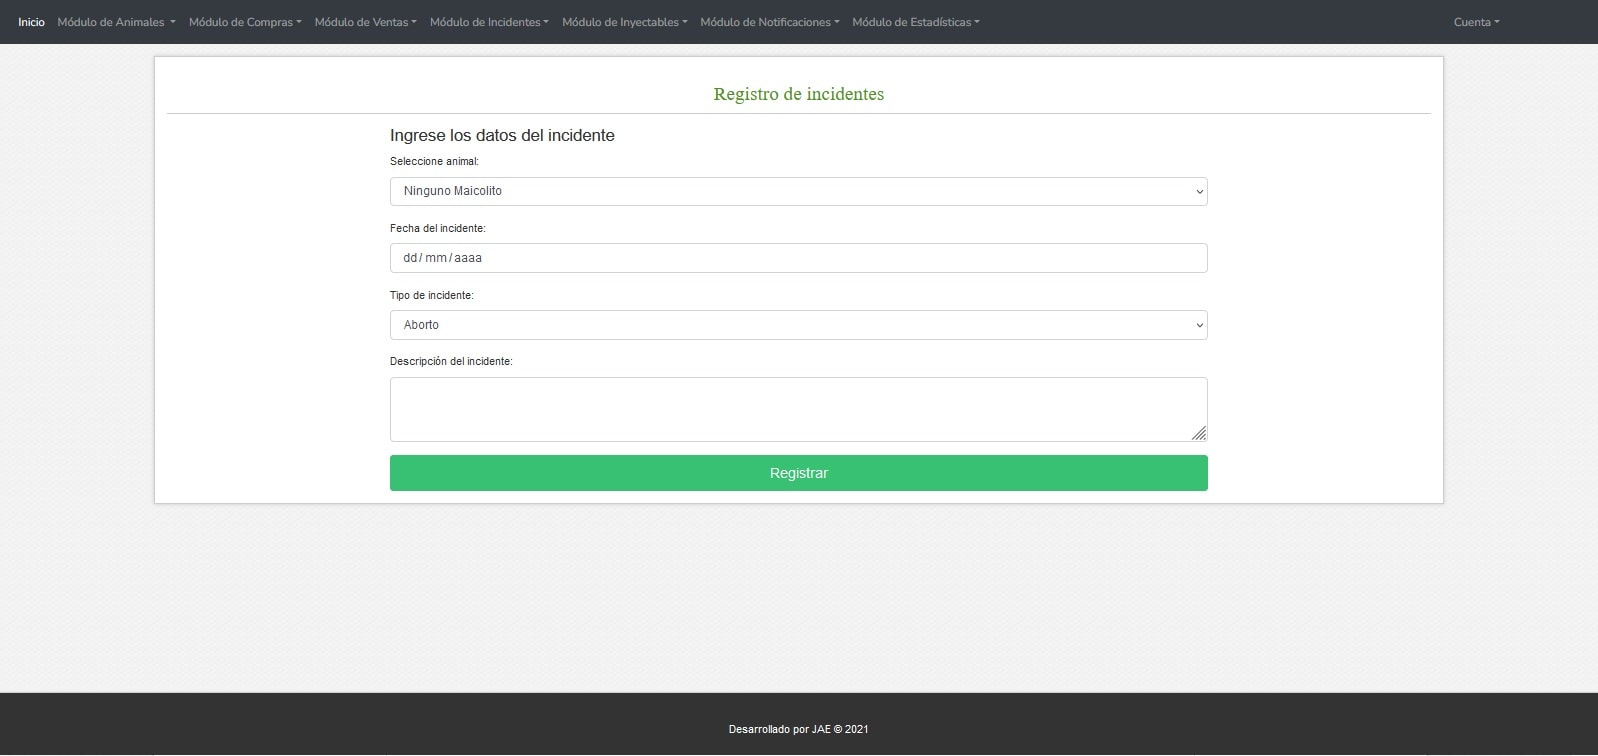 Inicio Módulo de Animales Módulo de Compras Módulo de Ventas Módulo de Incidentes Módulo de Inyectables Módulo de Notificaciones Módulo de Estadísticas Cuenta
Registro de incidentes
Ingrese los datos del incidente
Seleccione animal:
Ninguno Maicolito
Fecha del incidente:
dd/mm/aaaa
Tipo de incidente:
Aborto
Descripción del incidente:
Registrar
Desarrollado por JAE © 2021